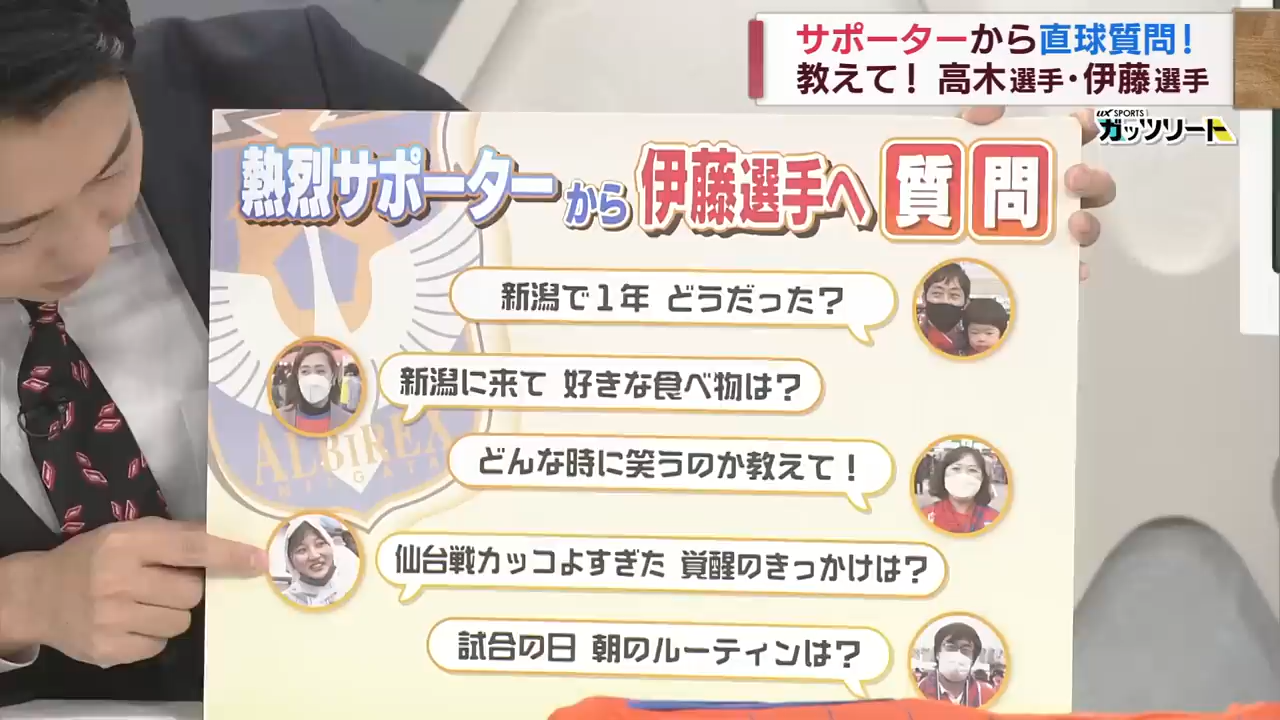 サポーターから直球質問！
教えて！ 高木選手・伊藤選手
UX SPORTS
ガッツリート
熱烈サポーターから伊藤選手へ 質問
新潟で1年 どうだった？
新潟に来て 好きな食べ物は？
ALBIREX
NIIGATA
どんな時に笑うのか教えて！
仙台戦カッコよすぎた 覚醒のきっかけは？
試合の日 朝のルーティンは？